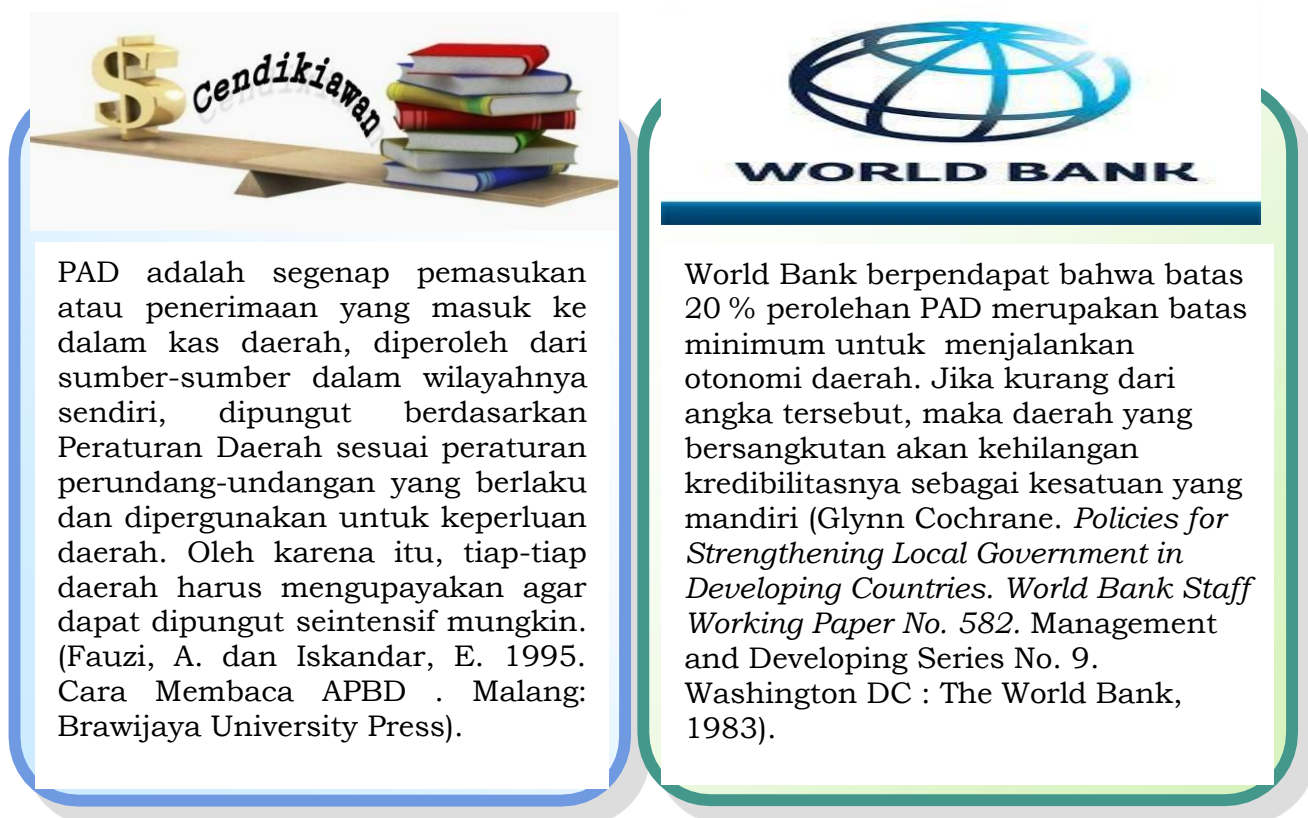 Cendikiawan
PAD adalah segenap pemasukan
atau penerimaan yang masuk ke
dalam kas daerah, diperoleh dari
sumber-sumber dalam wilayahnya
sendiri, dipungut berdasarkan
Peraturan Daerah sesuai peraturan
perundang-undangan yang berlaku
dan dipergunakan untuk keperluan
daerah. Oleh karena itu, tiap-tiap
daerah harus mengupayakan agar
dapat dipungut seintensif mungkin.
(Fauzi, A. dan Iskandar, E. 1995.
Cara Membaca APBD . Malang:
Brawijaya University Press).
WORLD BANK
World Bank berpendapat bahwa batas
20 % perolehan PAD merupakan batas
minimum untuk menjalankan
otonomi daerah. Jika kurang dari
angka tersebut, maka daerah yang
bersangkutan akan kehilangan
kredibilitasnya sebagai kesatuan yang
mandiri (Glynn Cochrane. Policies for
Strengthening Local Government in
Developing Countries. World Bank Staff
Working Paper No. 582. Management
and Developing Series No. 9.
Washington DC : The World Bank,
1983).